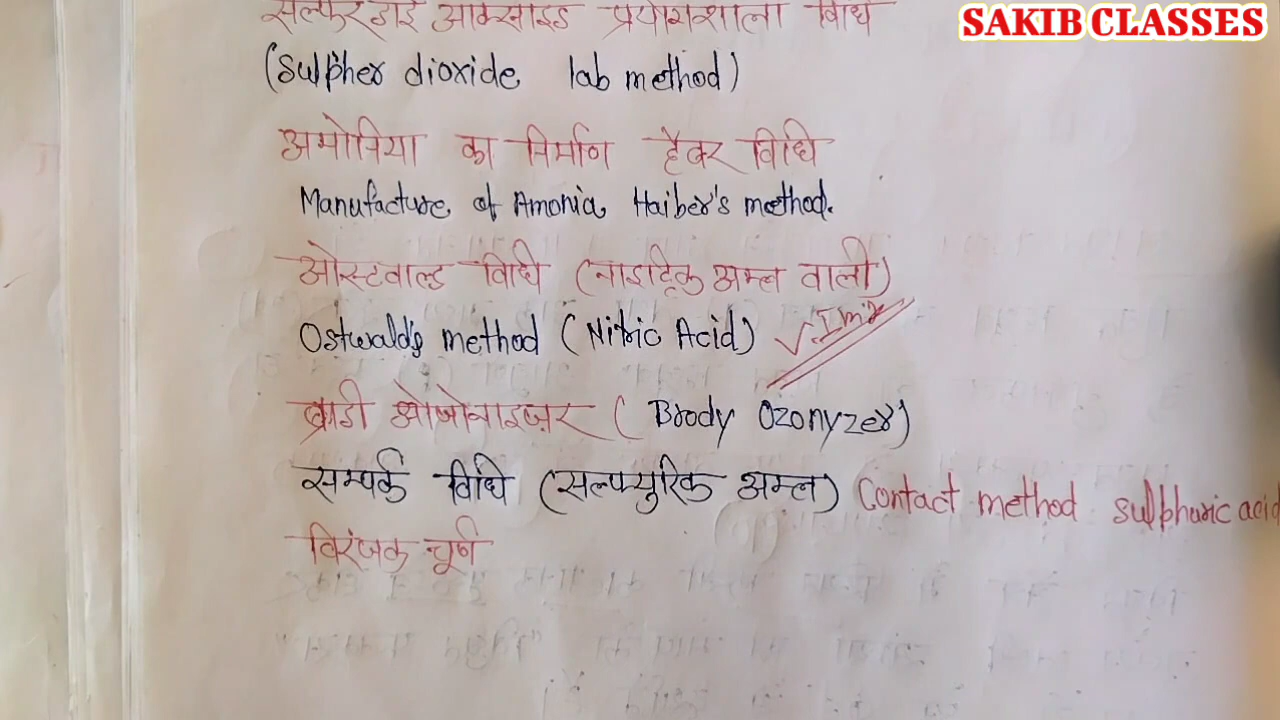 SAKIB CLASSES
सल्फर डाई आक्साइड प्रयोगशाला विधि
(Sulpher dioxide lab method)
अमोनिया का निर्माण हैबर विधि
Manufacture of Amonia Haiber's method.
ओस्टवाल्ड विधि (नाइट्रिक अम्ल वाली)
Ostwald's method (Nitric Acid) ✓Imp
ब्राडी ओजोनाइज़र ( Brody Ozonyzer)
सम्पर्क विधि (सल्फ्युरिक अम्ल) Contact method sulphuric acid
विरंजक चूर्ण